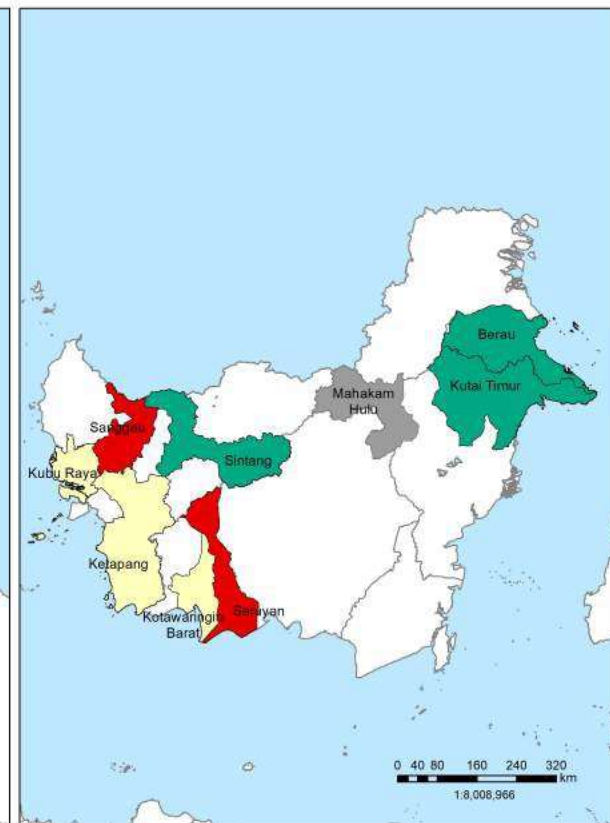 Berau
Kutai Timur
Mahakam
Hulu
Sanggau
Sintang
Kubu Raya
Ketapang
Kotawaringin
Barat
Seruyan
0 40 80 160 240 320
km
1:8,008,966